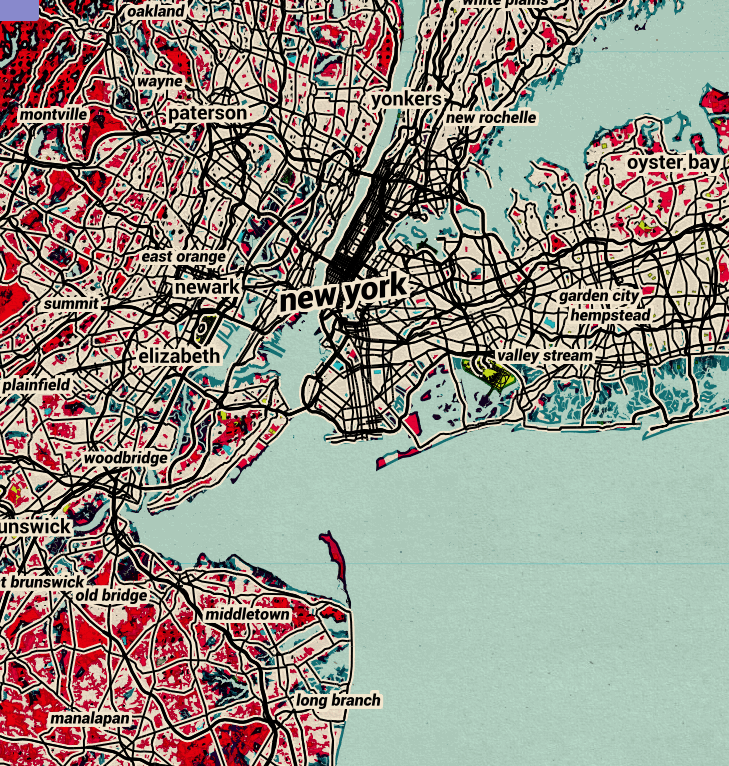 white plains
oakland
wayne
yonkers
montville
paterson
new rochelle
oyster bay
east orange
newark
new york
summit
garden city
hempstead
elizabeth
valley stream
plainfield
woodbridge
unswick
t brunswick
old bridge
middletown
long branch
manalapan